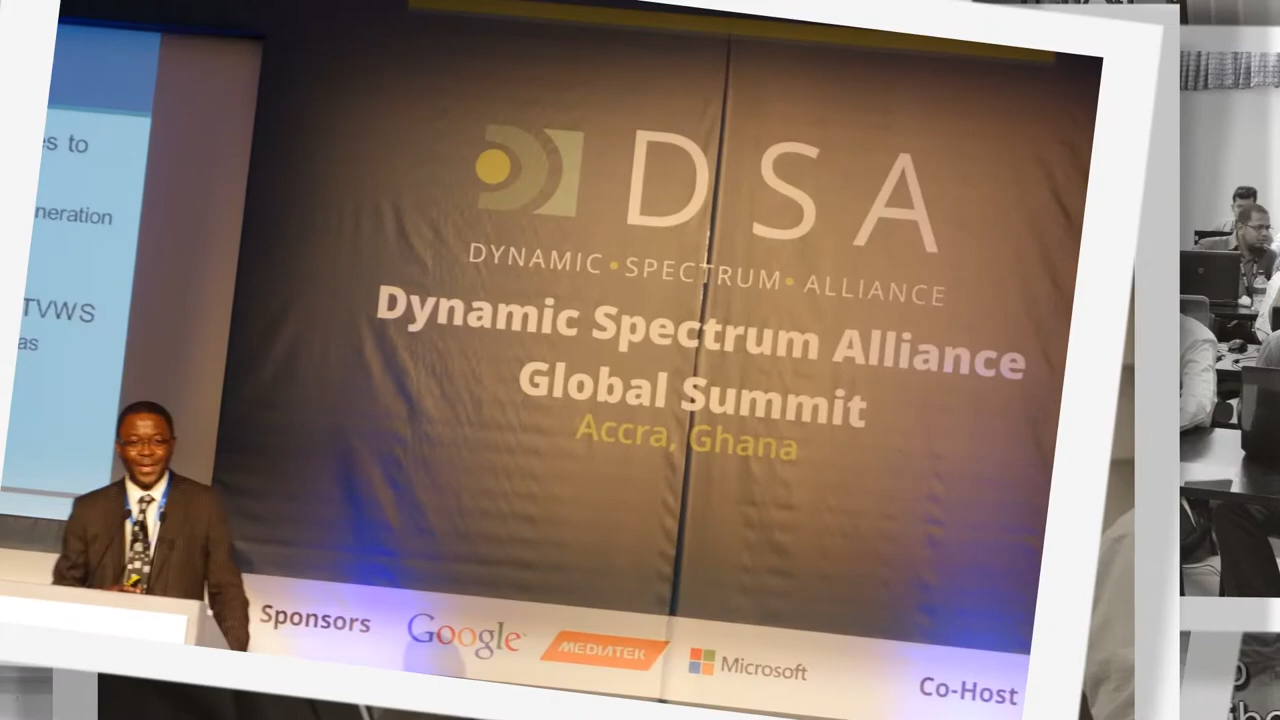 es to
neration
TVWS
as
DSA
DYNAMIC • SPECTRUM • ALLIANCE
Dynamic Spectrum Alliance
Global Summit
Accra, Ghana
Sponsors
Google
MEDIATEK
Microsoft
Co-Host